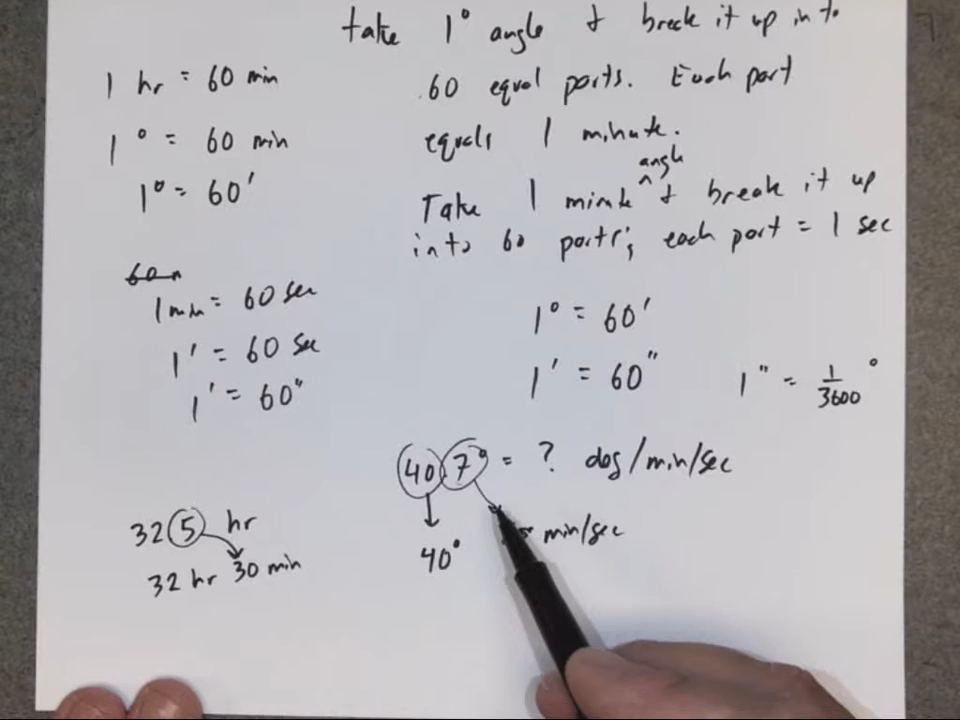 take 1° angle & break it up in to
60 equal parts. Each part
equals 1 minute.
angle
Take 1 minute ^ & break it up
into 60 parts; each part = 1 sec
1 hr = 60 min
1° = 60 min
1° = 60'
60
1 min = 60 sec
1' = 60 sec
1' = 60"
1° = 60'
1' = 60"
1" = 1/3600 °
40.7° = ? deg/min/sec
40°
min/sec
32 5 hr
32 hr 30 min